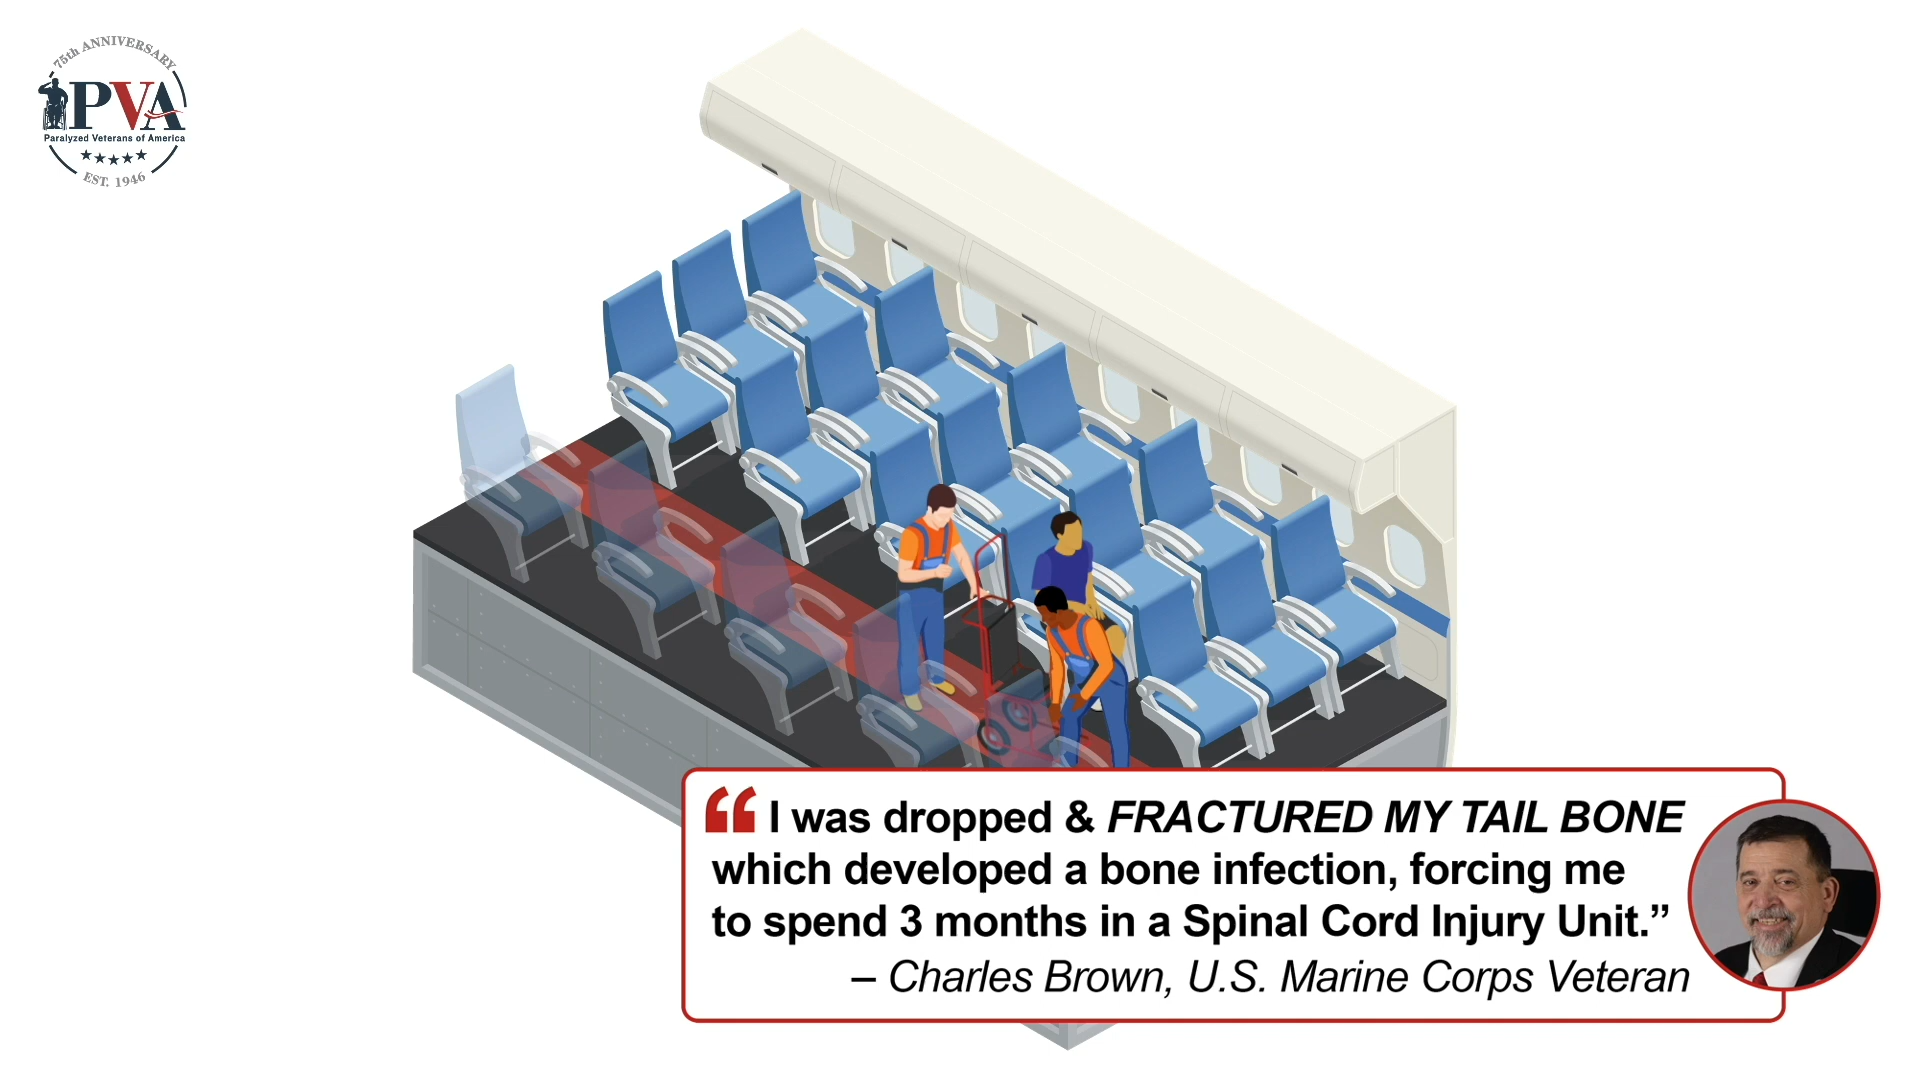 75th ANNIVERSARY
PVA
Paralyzed Veterans of America
EST. 1946
“I was dropped & FRACTURED MY TAIL BONE
which developed a bone infection, forcing me
to spend 3 months in a Spinal Cord Injury Unit.”
– Charles Brown, U.S. Marine Corps Veteran